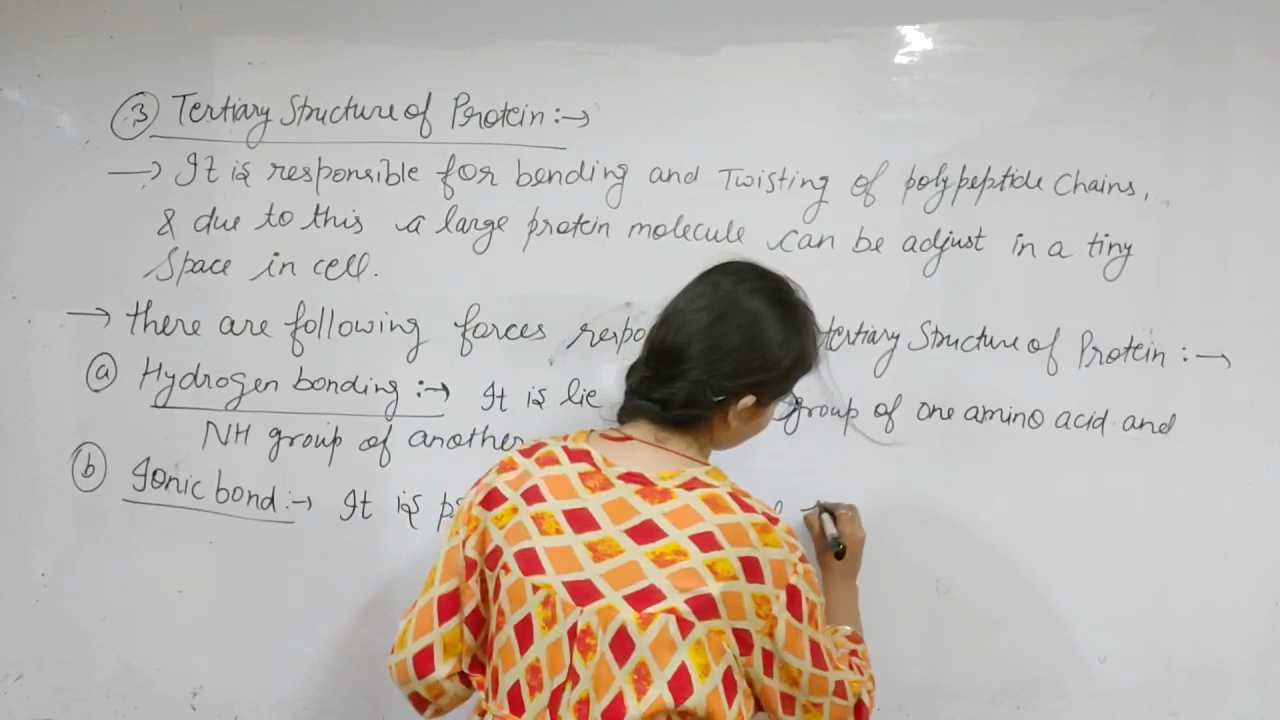 ③ Tertiary Structure of Protein :→
→ It is responsible for bending and Twisting of polypeptide Chains,
& due to this a large protein molecule can be adjust in a tiny
Space in cell.
→ there are following forces tertiary Structure of Protein :→
ⓐ Hydrogen bonding :→ It is lie group of one amino acid and
NH group of another
ⓑ Ionic bond :→ It is